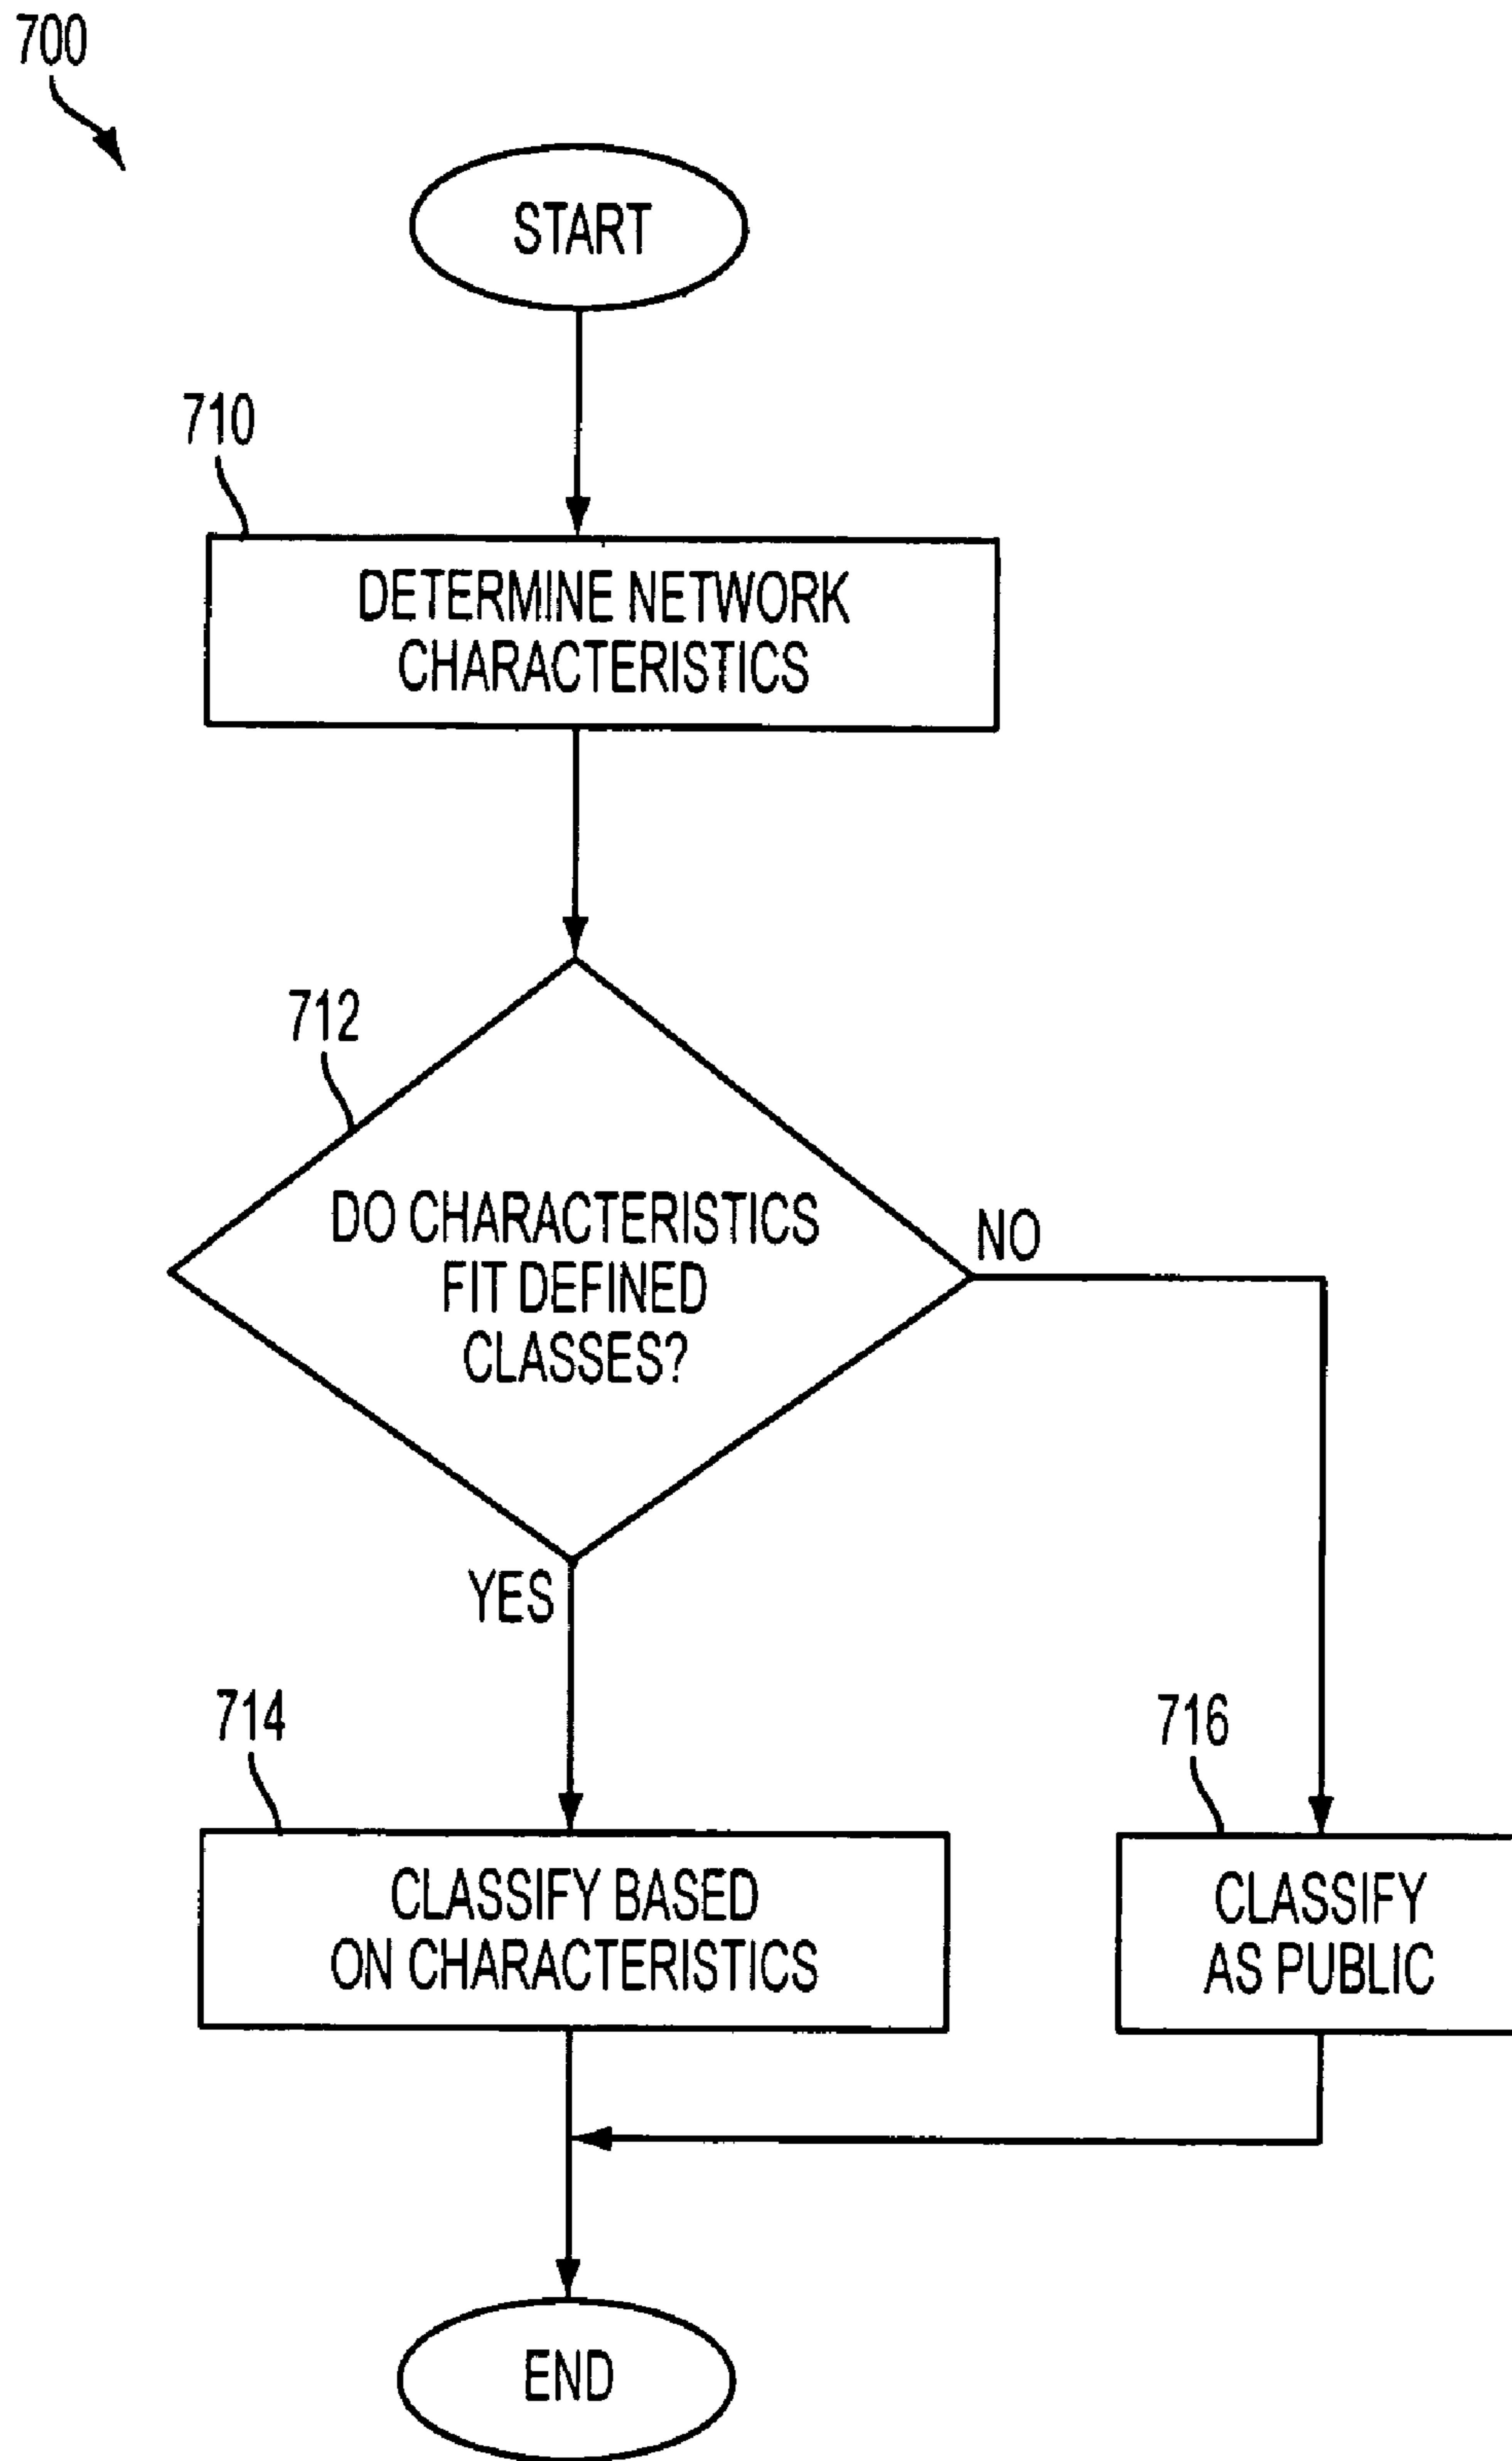 700
START
710
DETERMINE NETWORK
CHARACTERISTICS
712
DO CHARACTERISTICS
FIT DEFINED
CLASSES?
NO
YES
714
CLASSIFY BASED
ON CHARACTERISTICS
716
CLASSIFY
AS PUBLIC
END